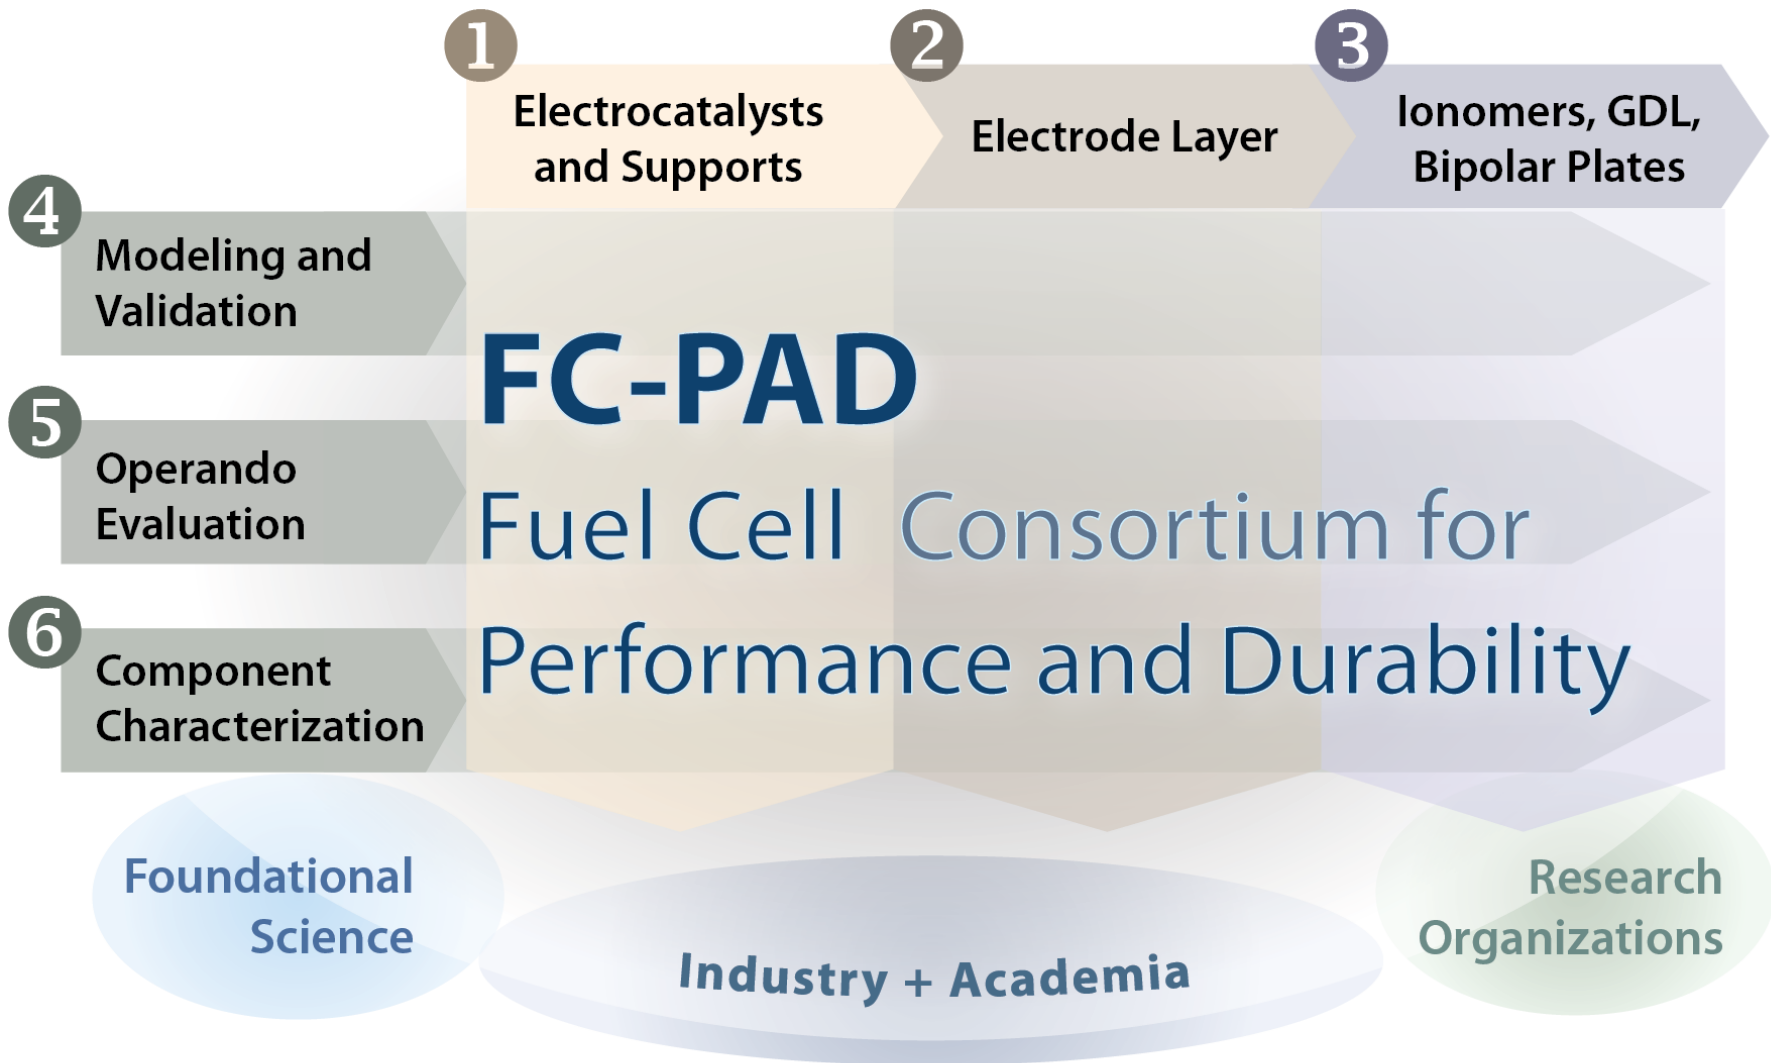 1
Electrocatalysts
and Supports
2
Electrode Layer
3
Ionomers, GDL,
Bipolar Plates
4
Modeling and
Validation
5
Operando
Evaluation
6
Component
Characterization
FC-PAD
Fuel Cell Consortium for
Performance and Durability
Foundational
Science
Industry + Academia
Research
Organizations